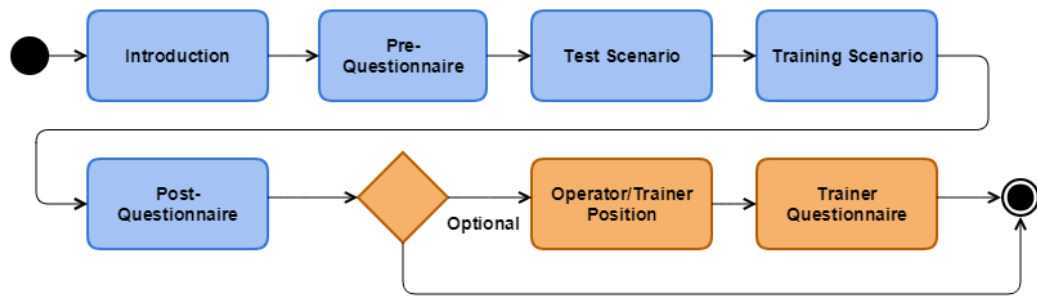 Introduction
Pre-
Questionnaire
Test Scenario
Training Scenario
Post-
Questionnaire
Optional
Operator/Trainer
Position
Trainer
Questionnaire